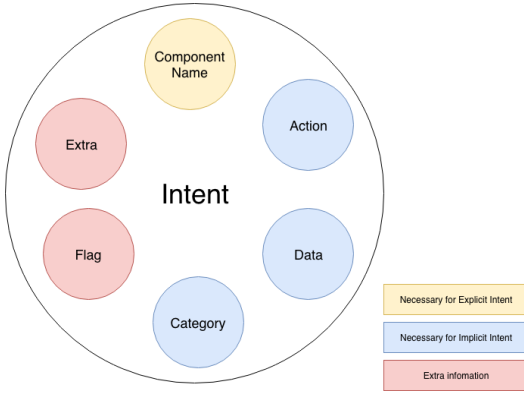 Component
Name
Action
Extra
Intent
Flag
Data
Category
Necessary for Explicit Intent
Necessary for Implicit Intent
Extra infomation